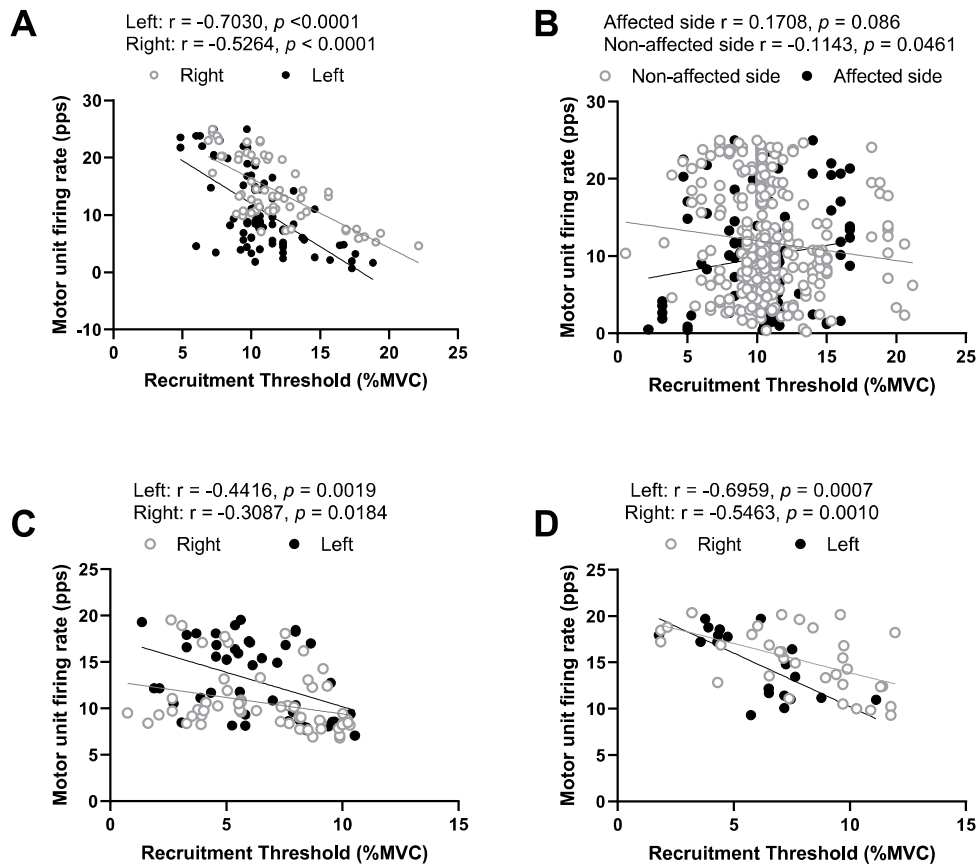 A
Left: r = -0.7030, p <0.0001
Right: r = -0.5264, p < 0.0001
Right Left
30
20
10
0
-10
Motor unit firing rate (pps)
0 5 10 15 20 25
Recruitment Threshold (%MVC)
B
Affected side r = 0.1708, p = 0.086
Non-affected side r = -0.1143, p = 0.0461
Non-affected side Affected side
30
20
10
0
Motor unit firing rate (pps)
0 5 10 15 20 25
Recruitment Threshold (%MVC)
C
Left: r = -0.4416, p = 0.0019
Right: r = -0.3087, p = 0.0184
Right Left
25
20
15
10
5
0
Motor unit firing rate (pps)
0 5 10 15
Recruitment Threshold (%MVC)
D
Left: r = -0.6959, p = 0.0007
Right: r = -0.5463, p = 0.0010
Right Left
25
20
15
10
5
0
Motor unit firing rate (pps)
0 5 10 15
Recruitment Threshold (%MVC)